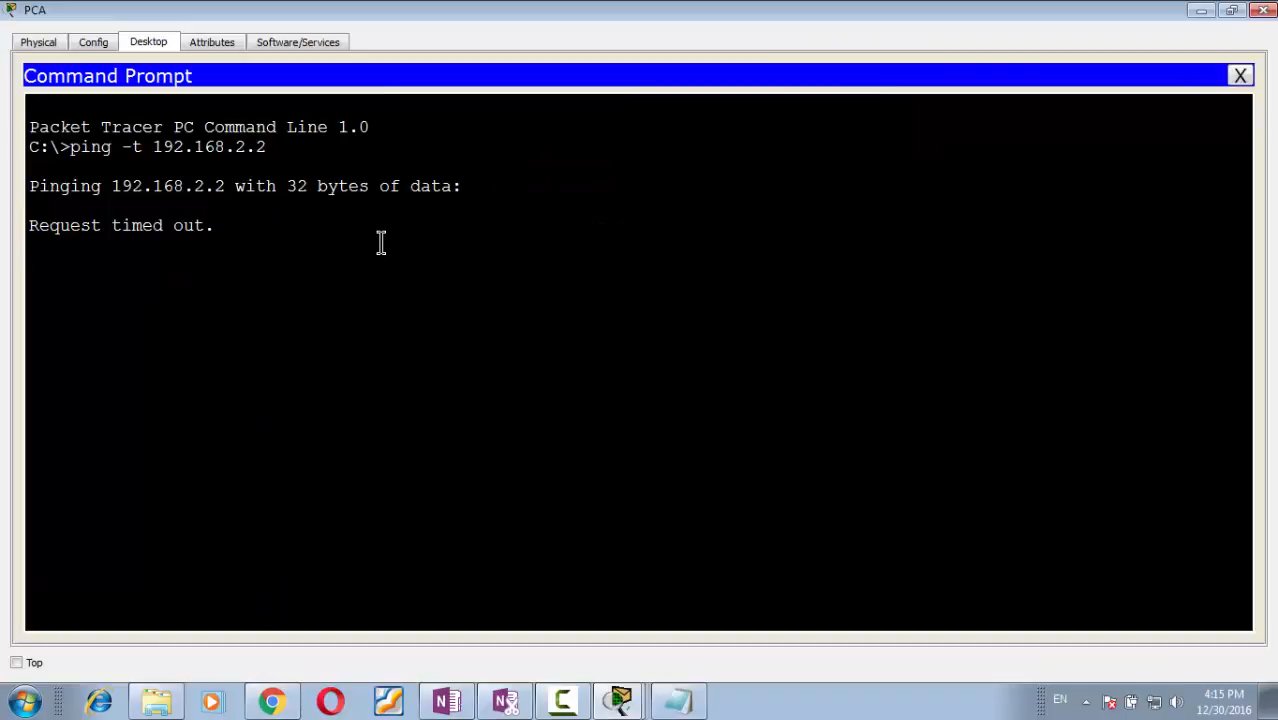 PCA
Physical Config Desktop Attributes Software/Services
Command Prompt X
Packet Tracer PC Command Line 1.0
C:\>ping -t 192.168.2.2
Pinging 192.168.2.2 with 32 bytes of data:
Request timed out.
Top
EN 4:15 PM
12/30/2016